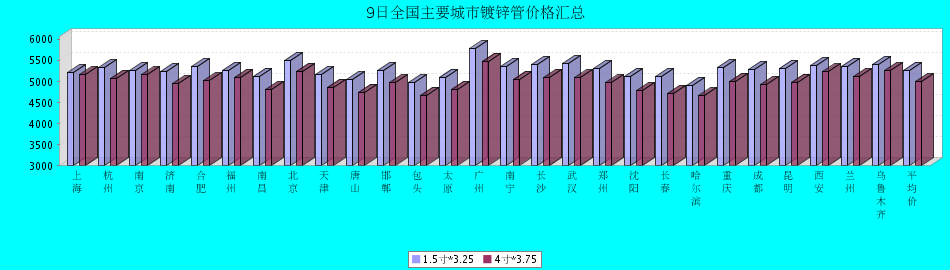 9日全国主要城市镀锌管价格汇总
6000
5500
5000
4500
4000
3500
3000
上海 杭州 南京 济南 合肥 福州 南昌 北京 天津 唐山 邯郸 包头 太原 广州 南宁 长沙 武汉 郑州 沈阳 长春 哈尔滨 重庆 成都 昆明 西安 兰州 乌鲁木齐 平均价
1.5寸*3.25 4寸*3.75